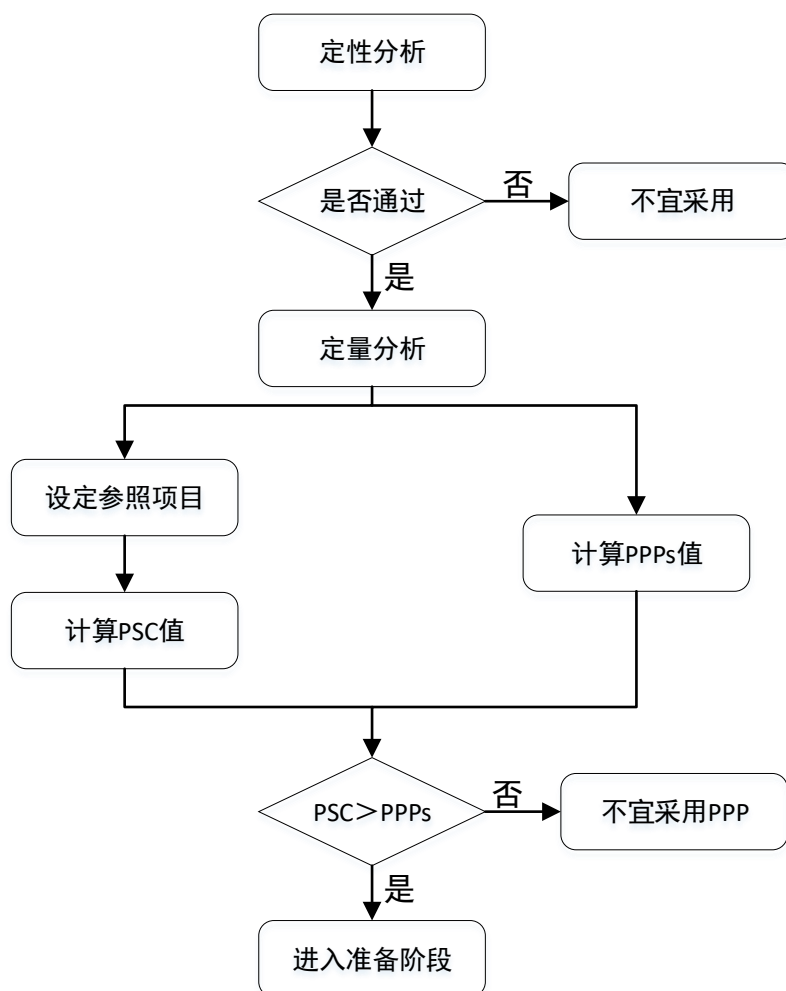 定性分析
是否通过
否
不宜采用
是
定量分析
设定参照项目
计算PSC值
计算PPPs值
PSC＞PPPs
否
不宜采用PPP
是
进入准备阶段